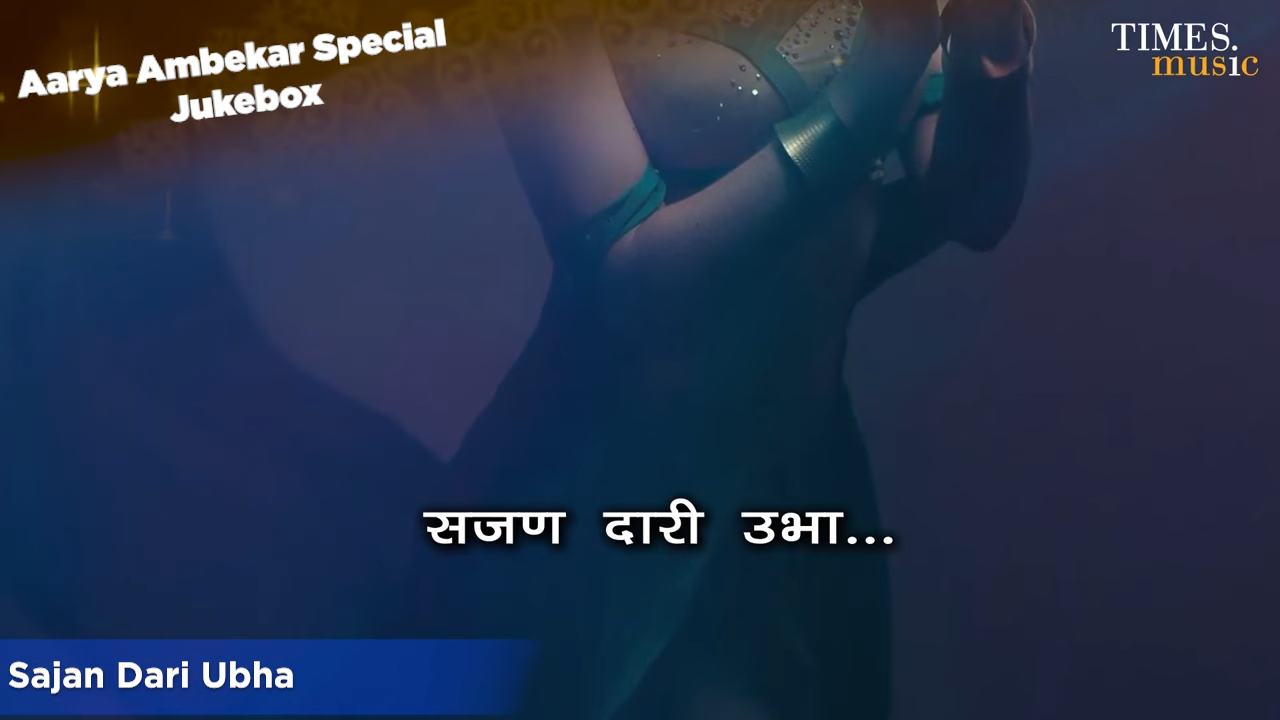 Aarya Ambekar Special
Jukebox
TIMES.
music
सजण दारी उभा...
Sajan Dari Ubha